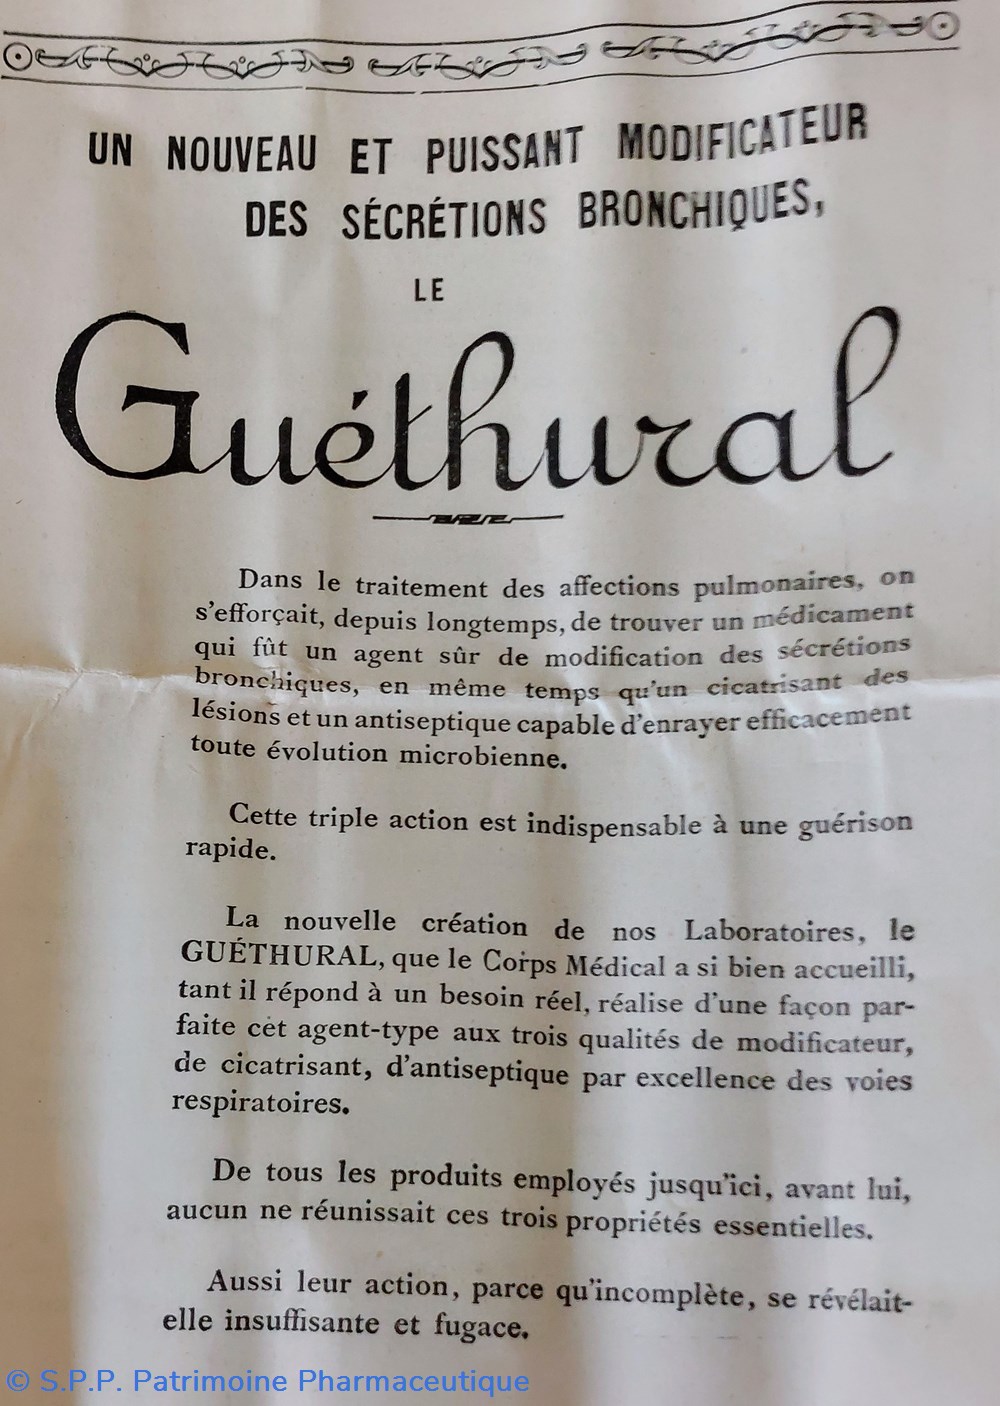 UN NOUVEAU ET PUISSANT MODIFICATEUR
DES SÉCRÉTIONS BRONCHIQUES,
LE
Guéthural
Dans le traitement des affections pulmonaires, on
s'efforçait, depuis longtemps, de trouver un médicament
qui fût un agent sûr de modification des sécrétions
bronchiques, en même temps qu'un cicatrisant des
lésions et un antiseptique capable d'enrayer efficacement
toute évolution microbienne.
Cette triple action est indispensable à une guérison
rapide.
La nouvelle création de nos Laboratoires, le
GUÉTHURAL, que le Corps Médical a si bien accueilli,
tant il répond à un besoin réel, réalise d'une façon par-
faite cet agent-type aux trois qualités de modificateur,
de cicatrisant, d'antiseptique par excellence des voies
respiratoires.
De tous les produits employés jusqu'ici, avant lui,
aucun ne réunissait ces trois propriétés essentielles.
Aussi leur action, parce qu'incomplète, se révélait-
elle insuffisante et fugace.
© S.P.P. Patrimoine Pharmaceutique